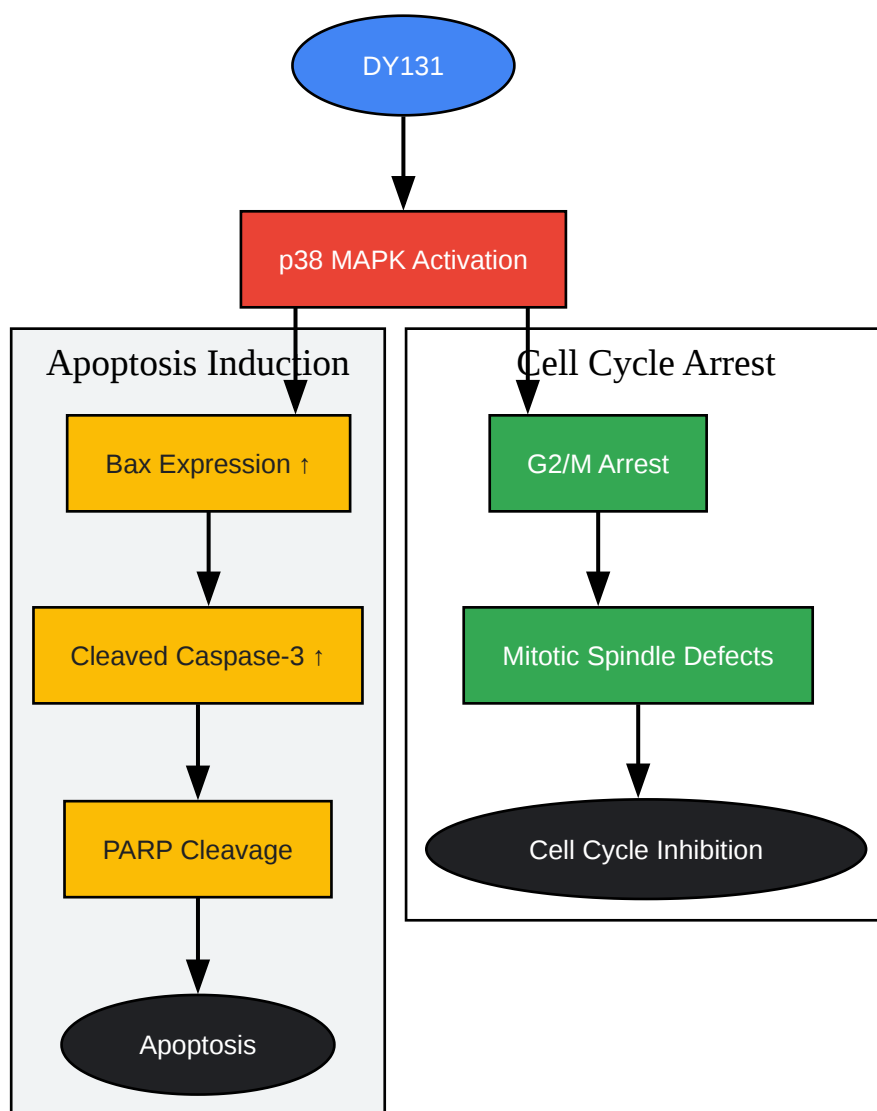 DY131
p38 MAPK Activation
Apoptosis Induction
Bax Expression ↑
Cleaved Caspase-3 ↑
PARP Cleavage
Apoptosis
Cell Cycle Arrest
G2/M Arrest
Mitotic Spindle Defects
Cell Cycle Inhibition